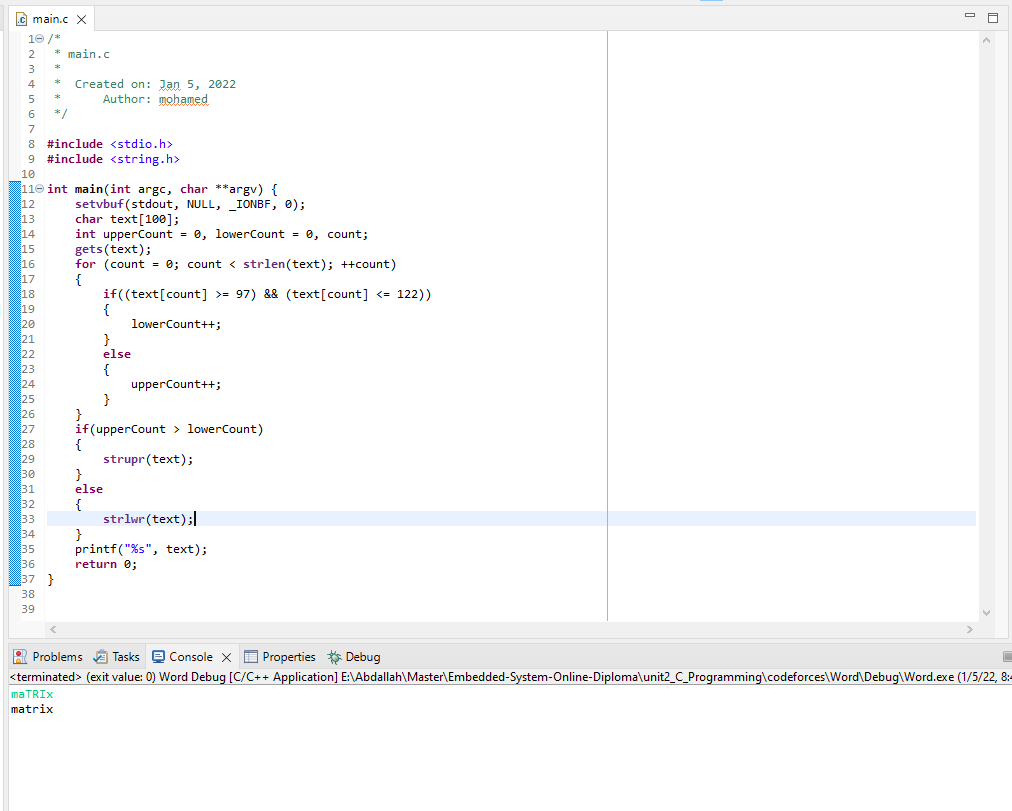 main.c
1 /*
2  * main.c
3  *
4  *  Created on: Jan 5, 2022
5  *      Author: mohamed
6  */
7
8 #include <stdio.h>
9 #include <string.h>
10
11 int main(int argc, char **argv) {
12     setvbuf(stdout, NULL, _IONBF, 0);
13     char text[100];
14     int upperCount = 0, lowerCount = 0, count;
15     gets(text);
16     for (count = 0; count < strlen(text); ++count)
17     {
18         if((text[count] >= 97) && (text[count] <= 122))
19         {
20             lowerCount++;
21         }
22         else
23         {
24             upperCount++;
25         }
26     }
27     if(upperCount > lowerCount)
28     {
29         strupr(text);
30     }
31     else
32     {
33         strlwr(text);
34     }
35     printf("%s", text);
36     return 0;
37 }
38
39
Problems Tasks Console Properties Debug
<terminated> (exit value: 0) Word Debug [C/C++ Application] E:\Abdallah\Master\Embedded-System-Online-Diploma\unit2_C_Programming\codeforces\Word\Debug\Word.exe (1/5/22, 8:4
maTRIx
matrix